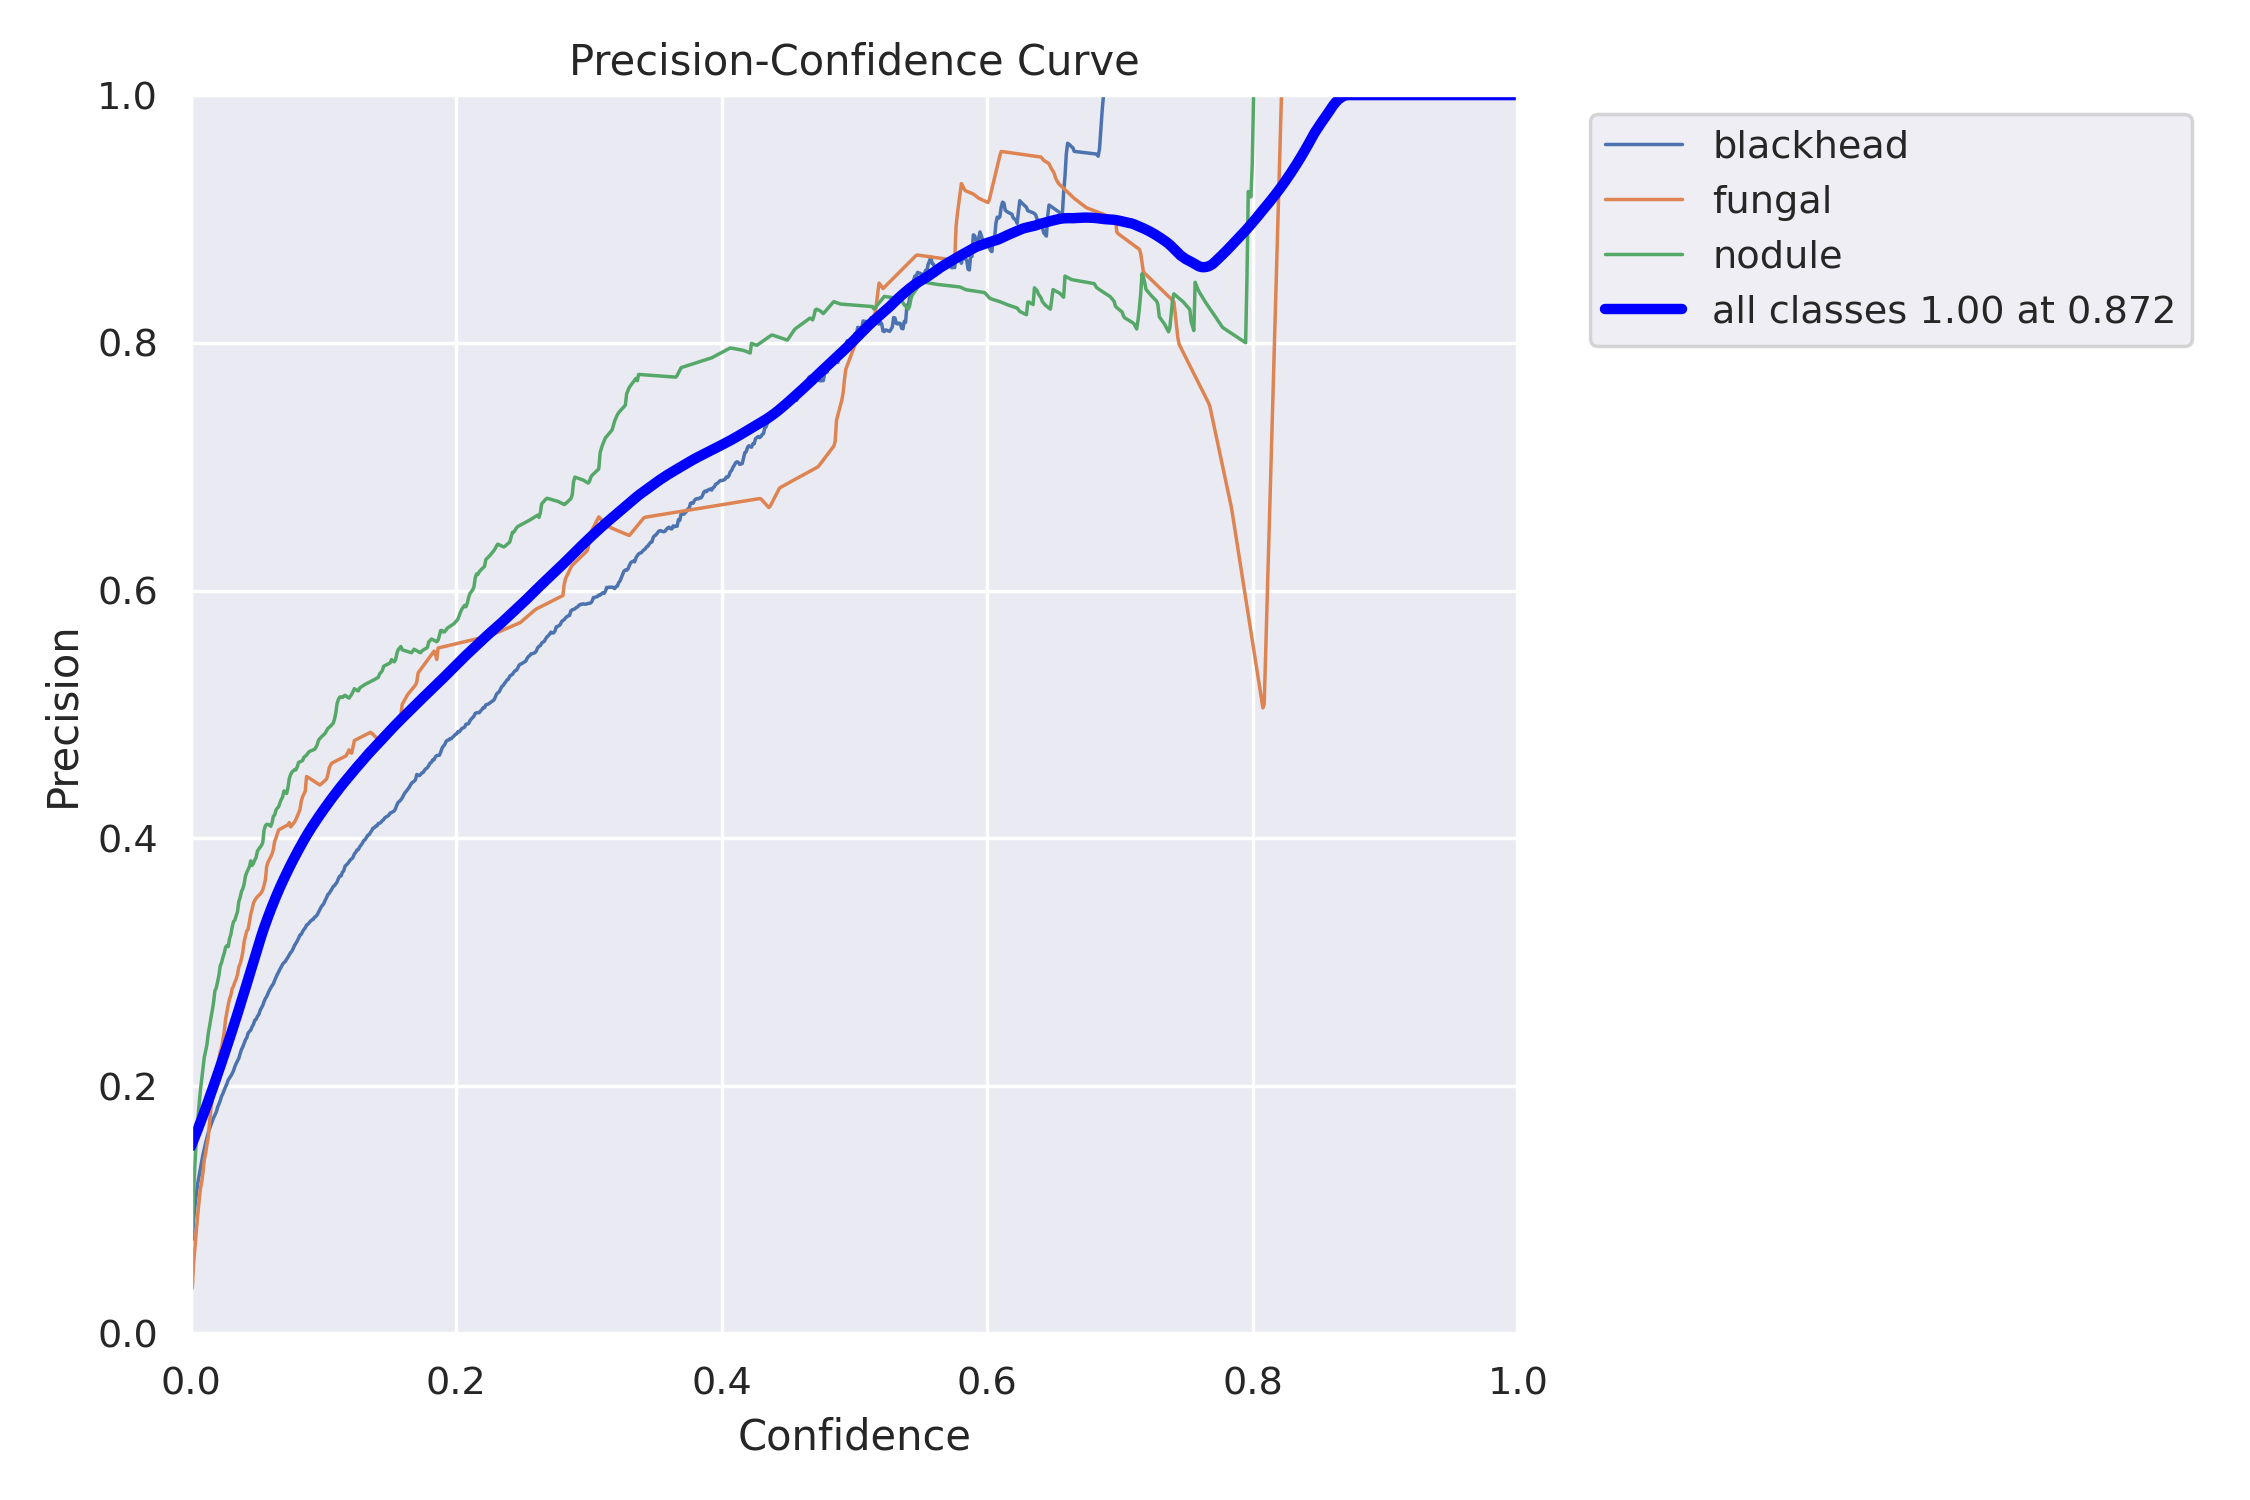 Precision-Confidence Curve
1.0
0.8
0.6
0.4
0.2
0.0
Precision
0.0 0.2 0.4 0.6 0.8 1.0
Confidence
blackhead
fungal
nodule
all classes 1.00 at 0.872